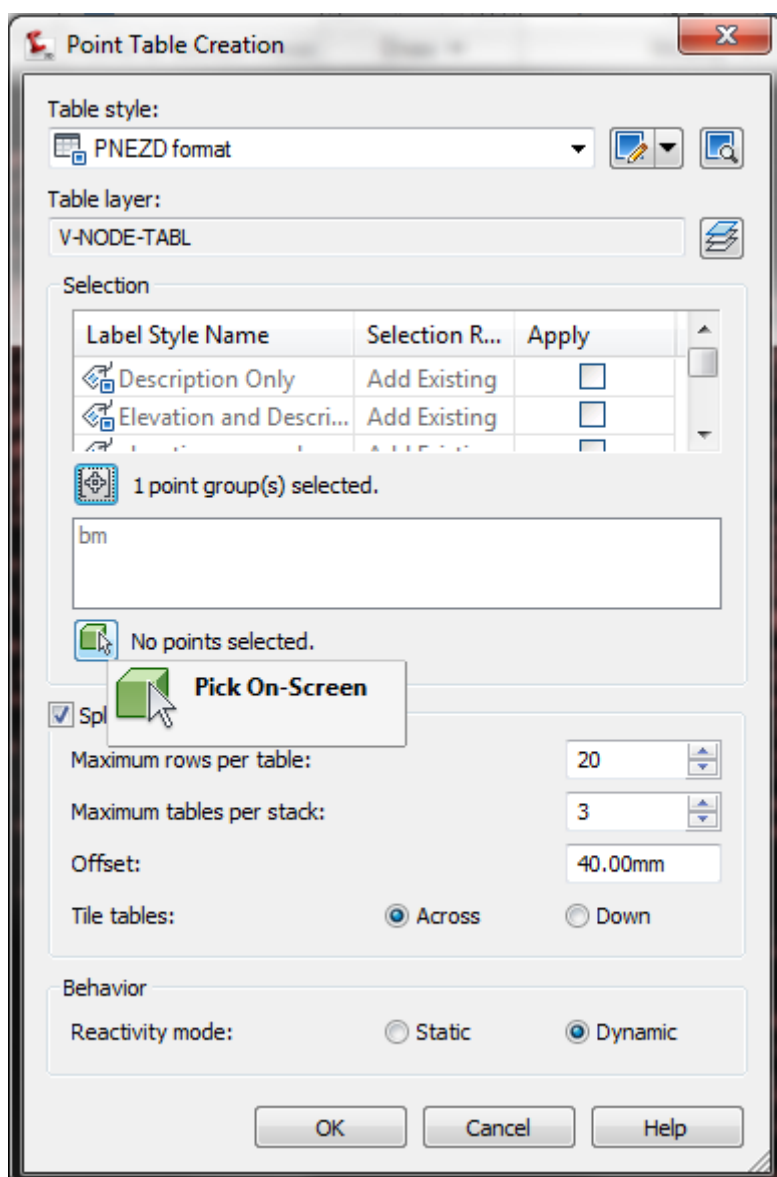 Point Table Creation
Table style:
PNEZD format
Table layer:
V-NODE-TABL
Selection
Label Style Name Selection R... Apply
Description Only Add Existing
Elevation and Descri... Add Existing
1 point group(s) selected.
bm
No points selected.
Pick On-Screen
Spl
Maximum rows per table: 20
Maximum tables per stack: 3
Offset: 40.00mm
Tile tables: Across Down
Behavior
Reactivity mode: Static Dynamic
OK Cancel Help